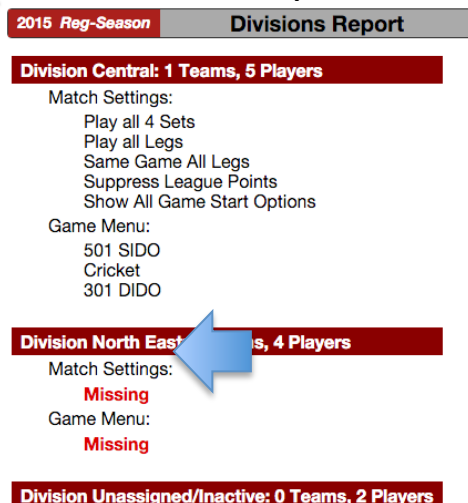 2015 Reg-Season Divisions Report
Division Central: 1 Teams, 5 Players
Match Settings:
Play all 4 Sets
Play all Legs
Same Game All Legs
Suppress League Points
Show All Game Start Options
Game Menu:
501 SIDO
Cricket
301 DIDO
Division North 4 Players
Match Settings:
Missing
Game Menu:
Missing
Division Unassigned/Inactive: 0 Teams, 2 Players